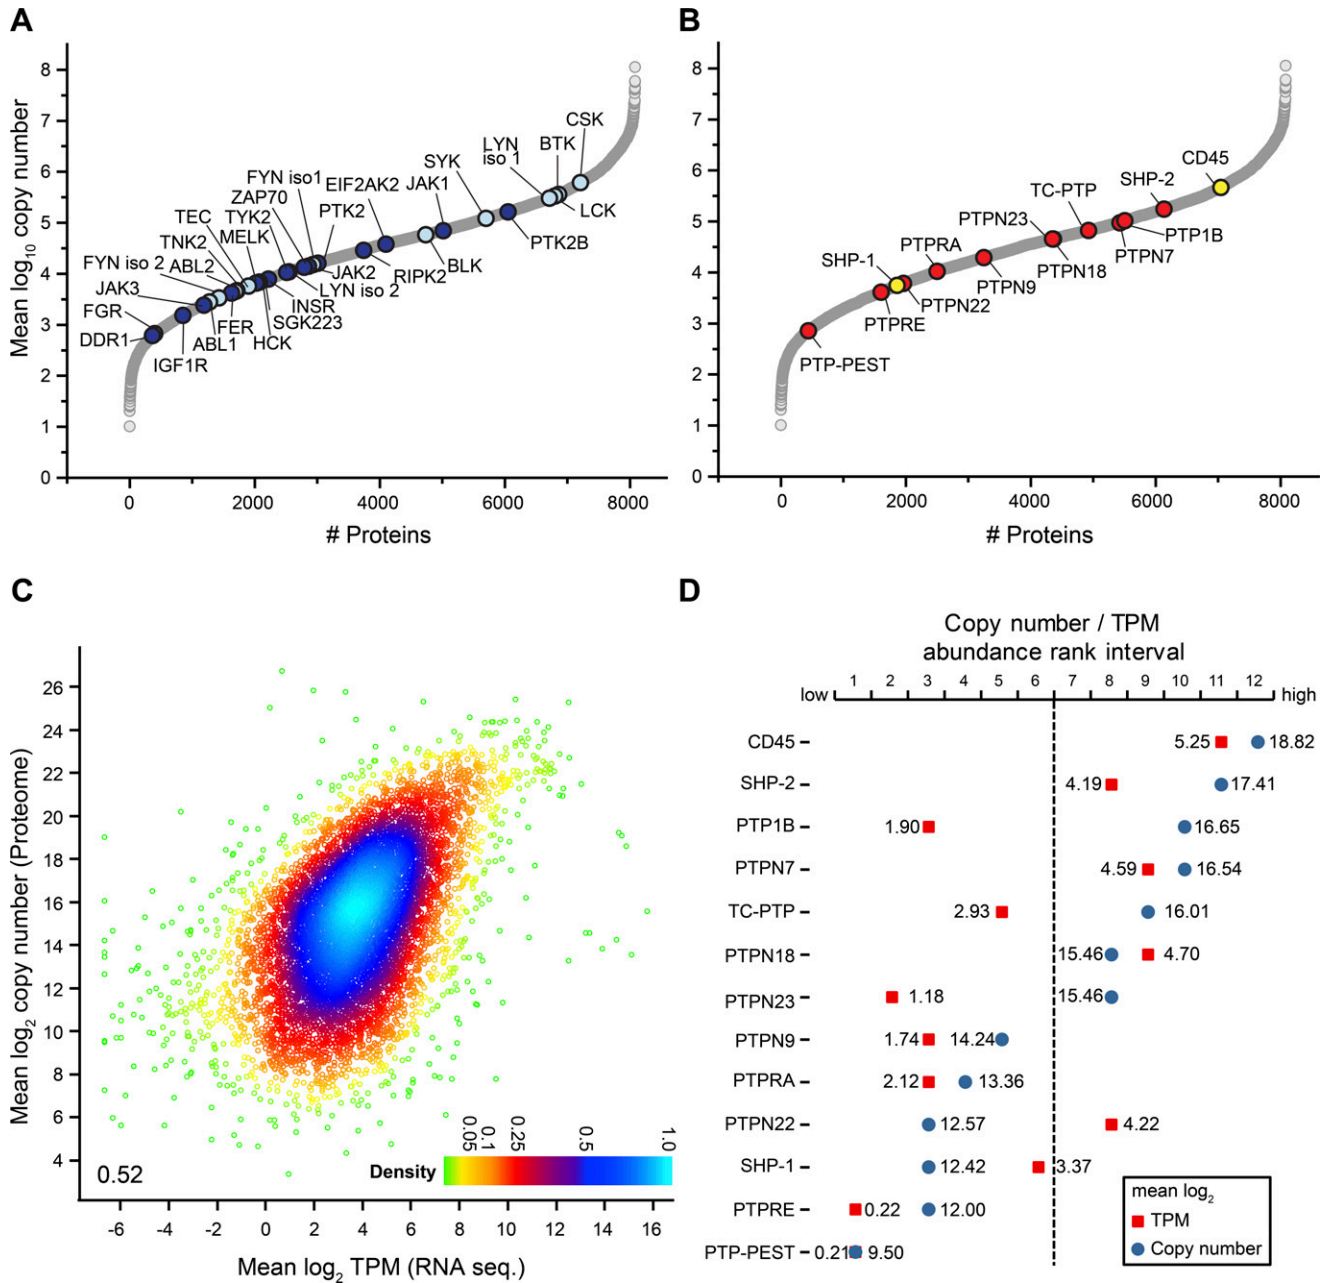 A
Mean log10 copy number
8
7
6
5
4
3
2
1
0
CSK
LYN
iso 1
BTK
SYK
LCK
FYN iso1
EIF2AK2
JAK1
ZAP70
PTK2
TEC
TYK2
PTK2B
TNK2
MELK
BLK
FYN iso 2
ABL2
RIPK2
JAK3
JAK2
LYN iso 2
FGR
INSR
SGK223
DDR1
FER
HCK
ABL1
IGF1R
0
2000
4000
6000
8000
# Proteins
B
8
7
6
5
4
3
2
1
0
CD45
SHP-2
TC-PTP
PTPN23
PTP1B
PTPN7
PTPRA
PTPN18
SHP-1
PTPN9
PTPN22
PTPRE
PTP-PEST
0
2000
4000
6000
8000
# Proteins
C
Mean log2 copy number (Proteome)
26
24
22
20
18
16
14
12
10
8
6
4
0.52
Density
0.05
0.1
0.25
0.5
1.0
-6
-4
-2
0
2
4
6
8
10
12
14
16
Mean log2 TPM (RNA seq.)
D
Copy number / TPM
abundance rank interval
low 1 2 3 4 5 6 7 8 9 10 11 12 high
CD45 5.25 18.82
SHP-2 4.19 17.41
PTP1B 1.90 16.65
PTPN7 4.59 16.54
TC-PTP 2.93 16.01
PTPN18 15.46 4.70
PTPN23 1.18 15.46
PTPN9 1.74 14.24
PTPRA 2.12 13.36
PTPN22 12.57 4.22
SHP-1 12.42 3.37
PTPRE 0.22 12.00
PTP-PEST 0.21 9.50
mean log2
TPM
Copy number